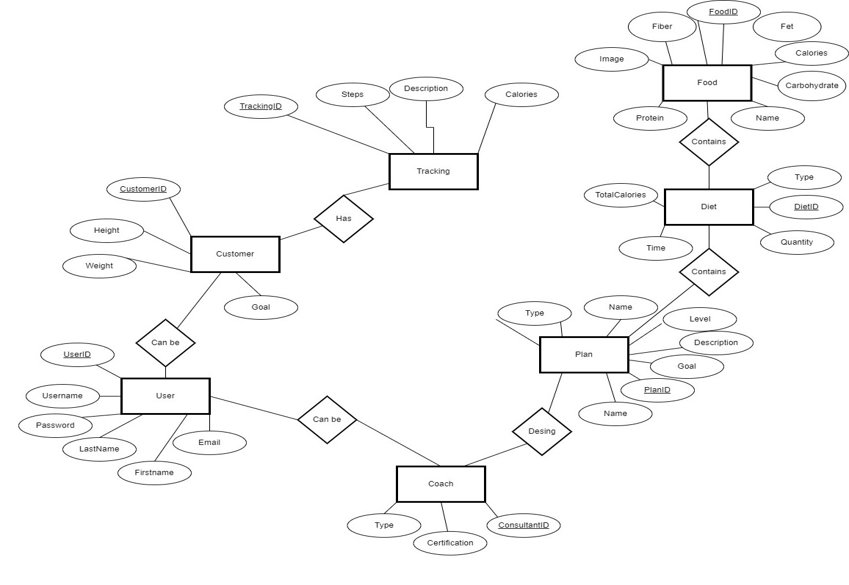 FoodID
Fiber
Fet
Calories
Image
Food
Carbohydrate
Steps
Description
Calories
TrackingID
Protein
Name
Contains
Tracking
Type
CustomerID
TotalCalories
Diet
DietID
Has
Height
Time
Quantity
Customer
Weight
Contains
Goal
Name
Type
Level
Can be
Description
UserID
Plan
Goal
PlanID
User
Username
Name
Can be
Password
Desing
Email
LastName
Firstname
Coach
Type
ConsultantID
Certification